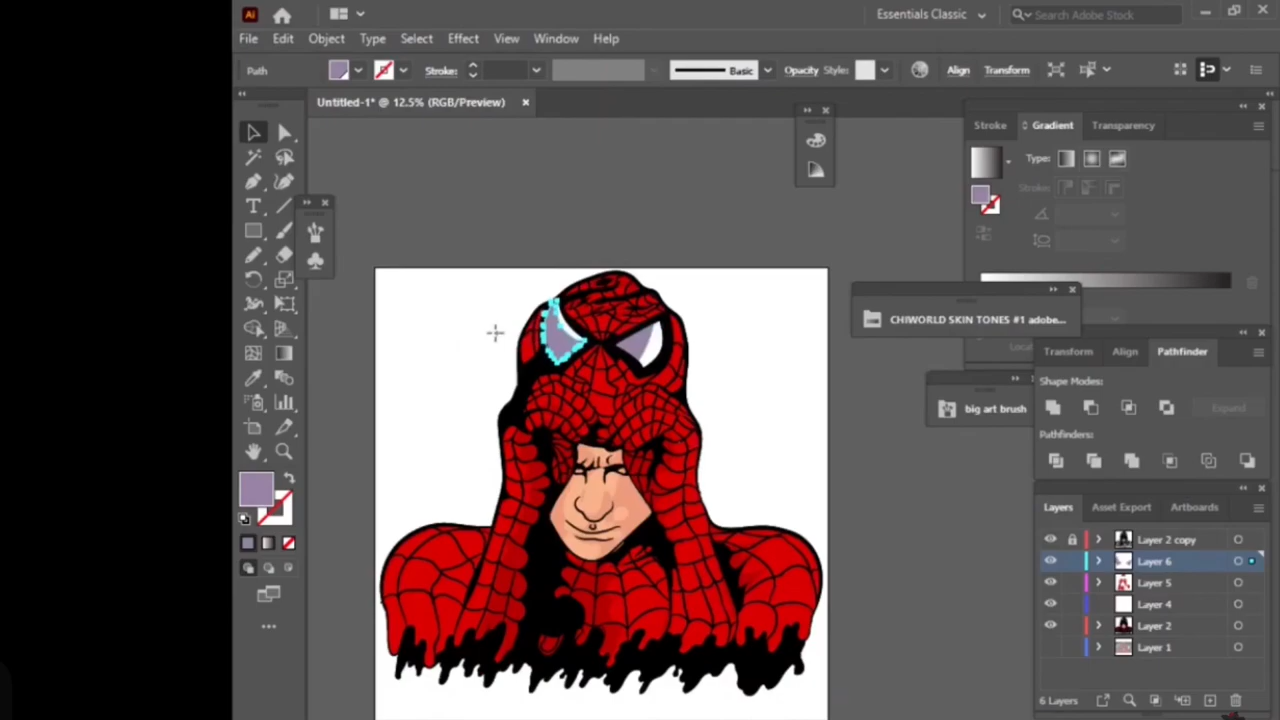 Ai
Essentials Classic
Search Adobe Stock
File Edit Object Type Select Effect View Window Help
Path
Stroke:
Basic
Opacity
Style:
Align
Transform
Untitled-1* @ 12.5% (RGB/Preview)
Stroke
Gradient
Transparency
Type:
Stroke:
CHIWORLD SKIN TONES #1 adobe...
Transform
Align
Pathfinder
Shape Modes:
Expand
big art brush
Pathfinders:
Layers
Asset Export
Artboards
Layer 2 copy
Layer 6
Layer 5
Layer 4
Layer 2
Layer 1
6 Layers